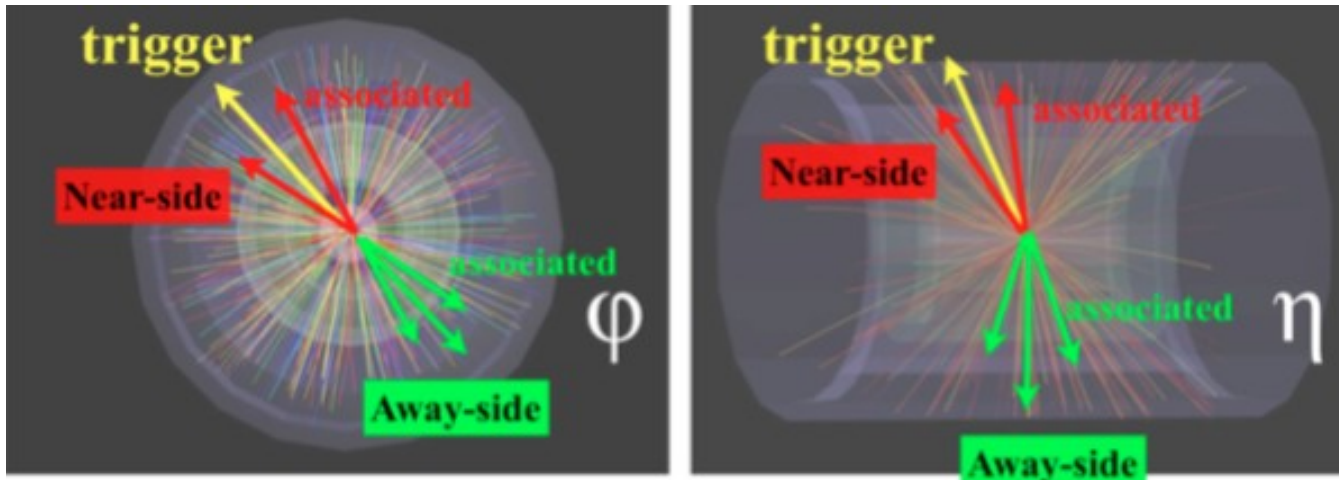 trigger
associated
Near-side
associated
φ
Away-side
trigger
associated
Near-side
associated
η
Away-side